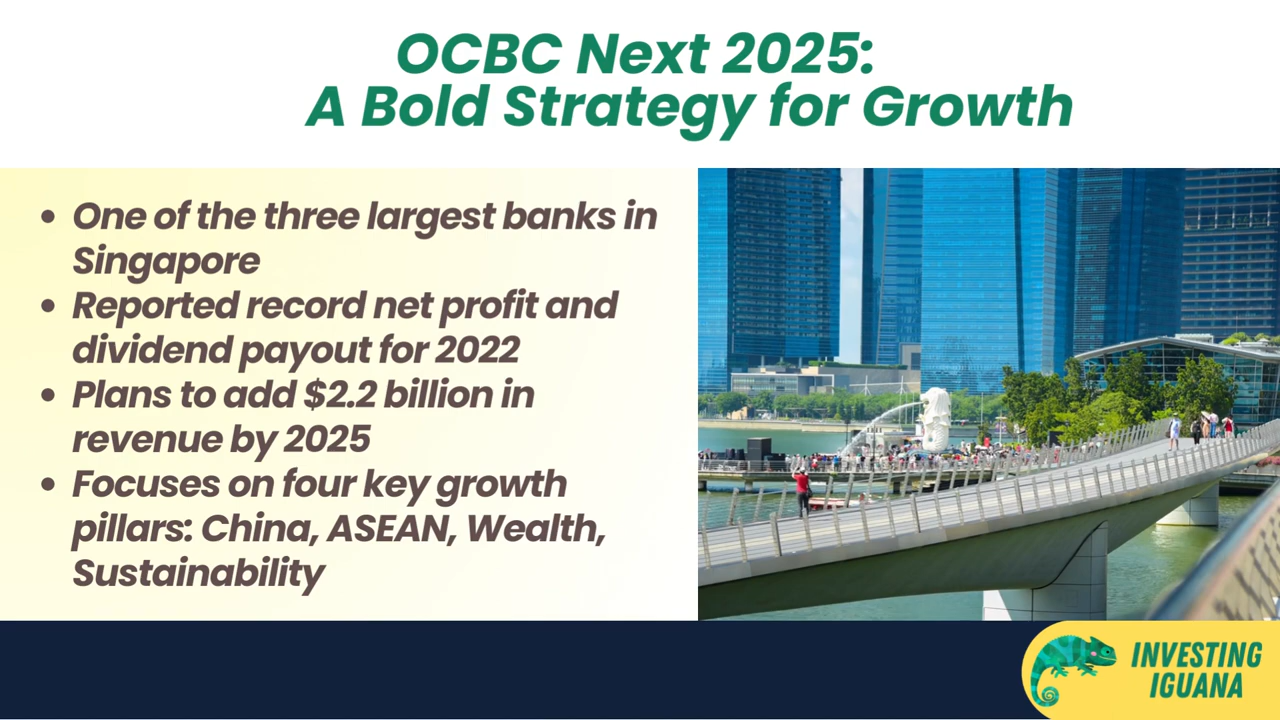 OCBC Next 2025:
A Bold Strategy for Growth
• One of the three largest banks in
Singapore
• Reported record net profit and
dividend payout for 2022
• Plans to add $2.2 billion in
revenue by 2025
• Focuses on four key growth
pillars: China, ASEAN, Wealth,
Sustainability
INVESTING
IGUANA